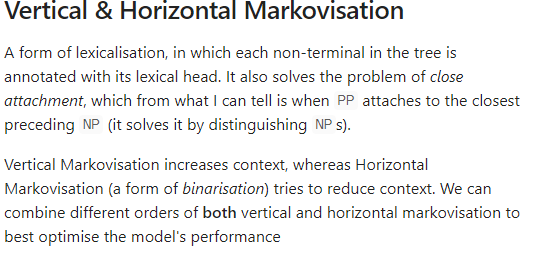 Vertical & Horizontal Markovisation
A form of lexicalisation, in which each non-terminal in the tree is
annotated with its lexical head. It also solves the problem of close
attachment, which from what I can tell is when PP attaches to the closest
preceding NP (it solves it by distinguishing NP s).
Vertical Markovisation increases context, whereas Horizontal
Markovisation (a form of binarisation) tries to reduce context. We can
combine different orders of both vertical and horizontal markovisation to
best optimise the model's performance